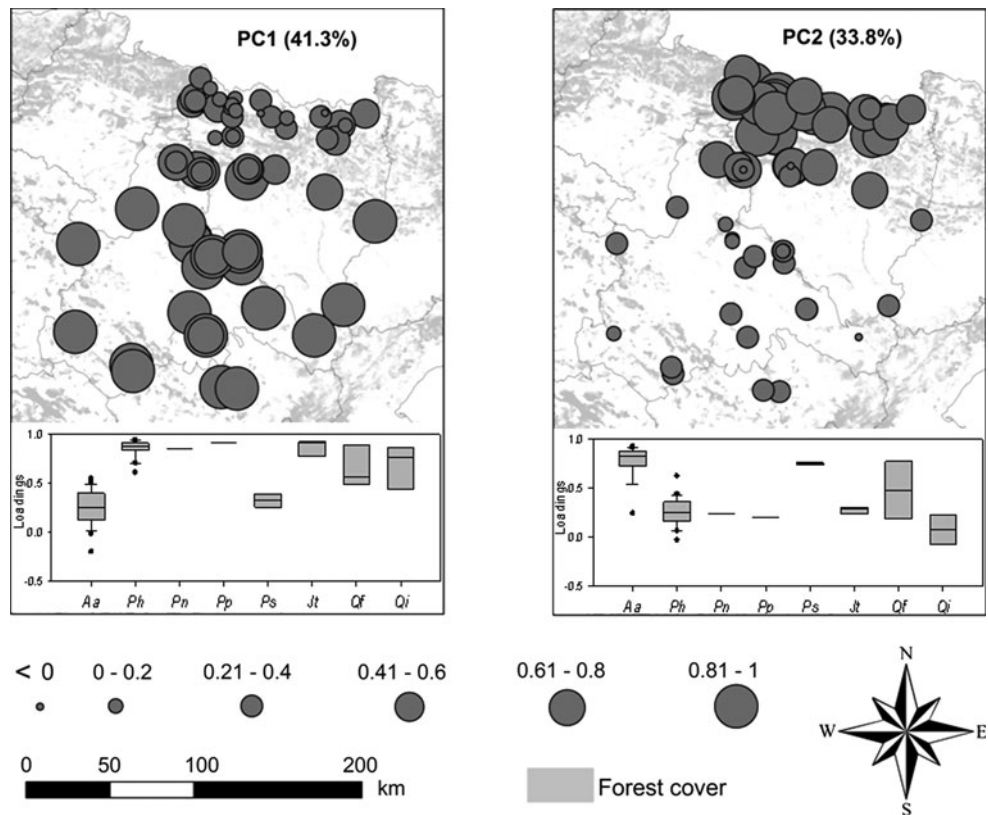 PC1 (41.3%)
PC2 (33.8%)
1.0
0.5
0.0
-0.5
Loadings
Aa Ph Pn Pp Ps Jt Qf Qi
1.0
0.5
0.0
-0.5
Loadings
Aa Ph Pn Pp Ps Jt Qf Qi
< 0 0 - 0.2 0.21 - 0.4 0.41 - 0.6 0.61 - 0.8 0.81 - 1
0 50 100 200
km
Forest cover
N
W E
S